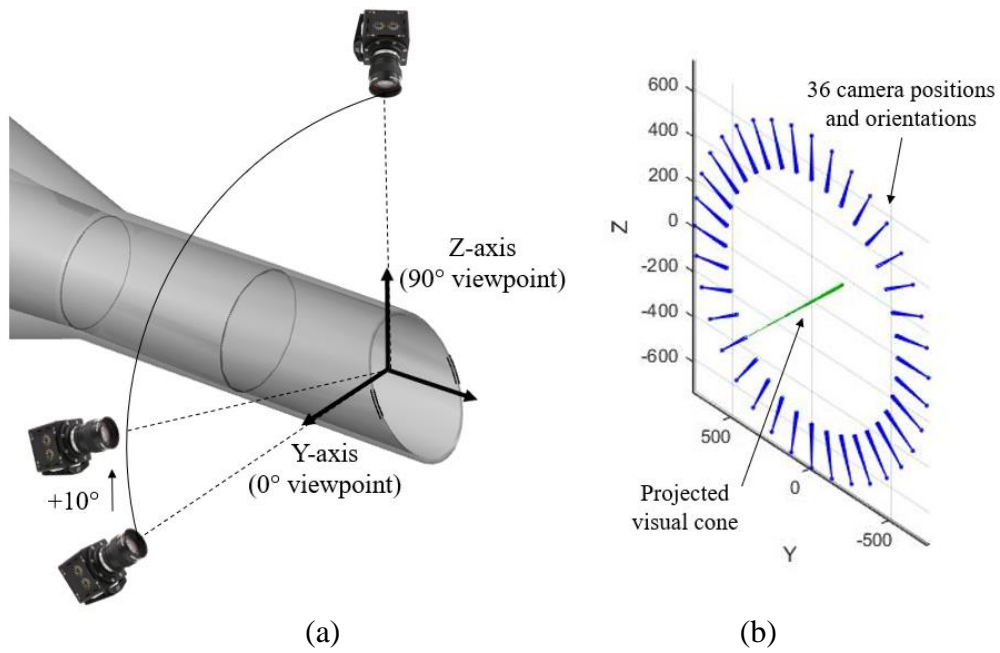 Z-axis
(90° viewpoint)
Y-axis
(0° viewpoint)
+10°
(a)
36 camera positions
and orientations
600
400
200
0
-200
-400
-600
Z
500
0
-500
Y
Projected
visual cone
(b)